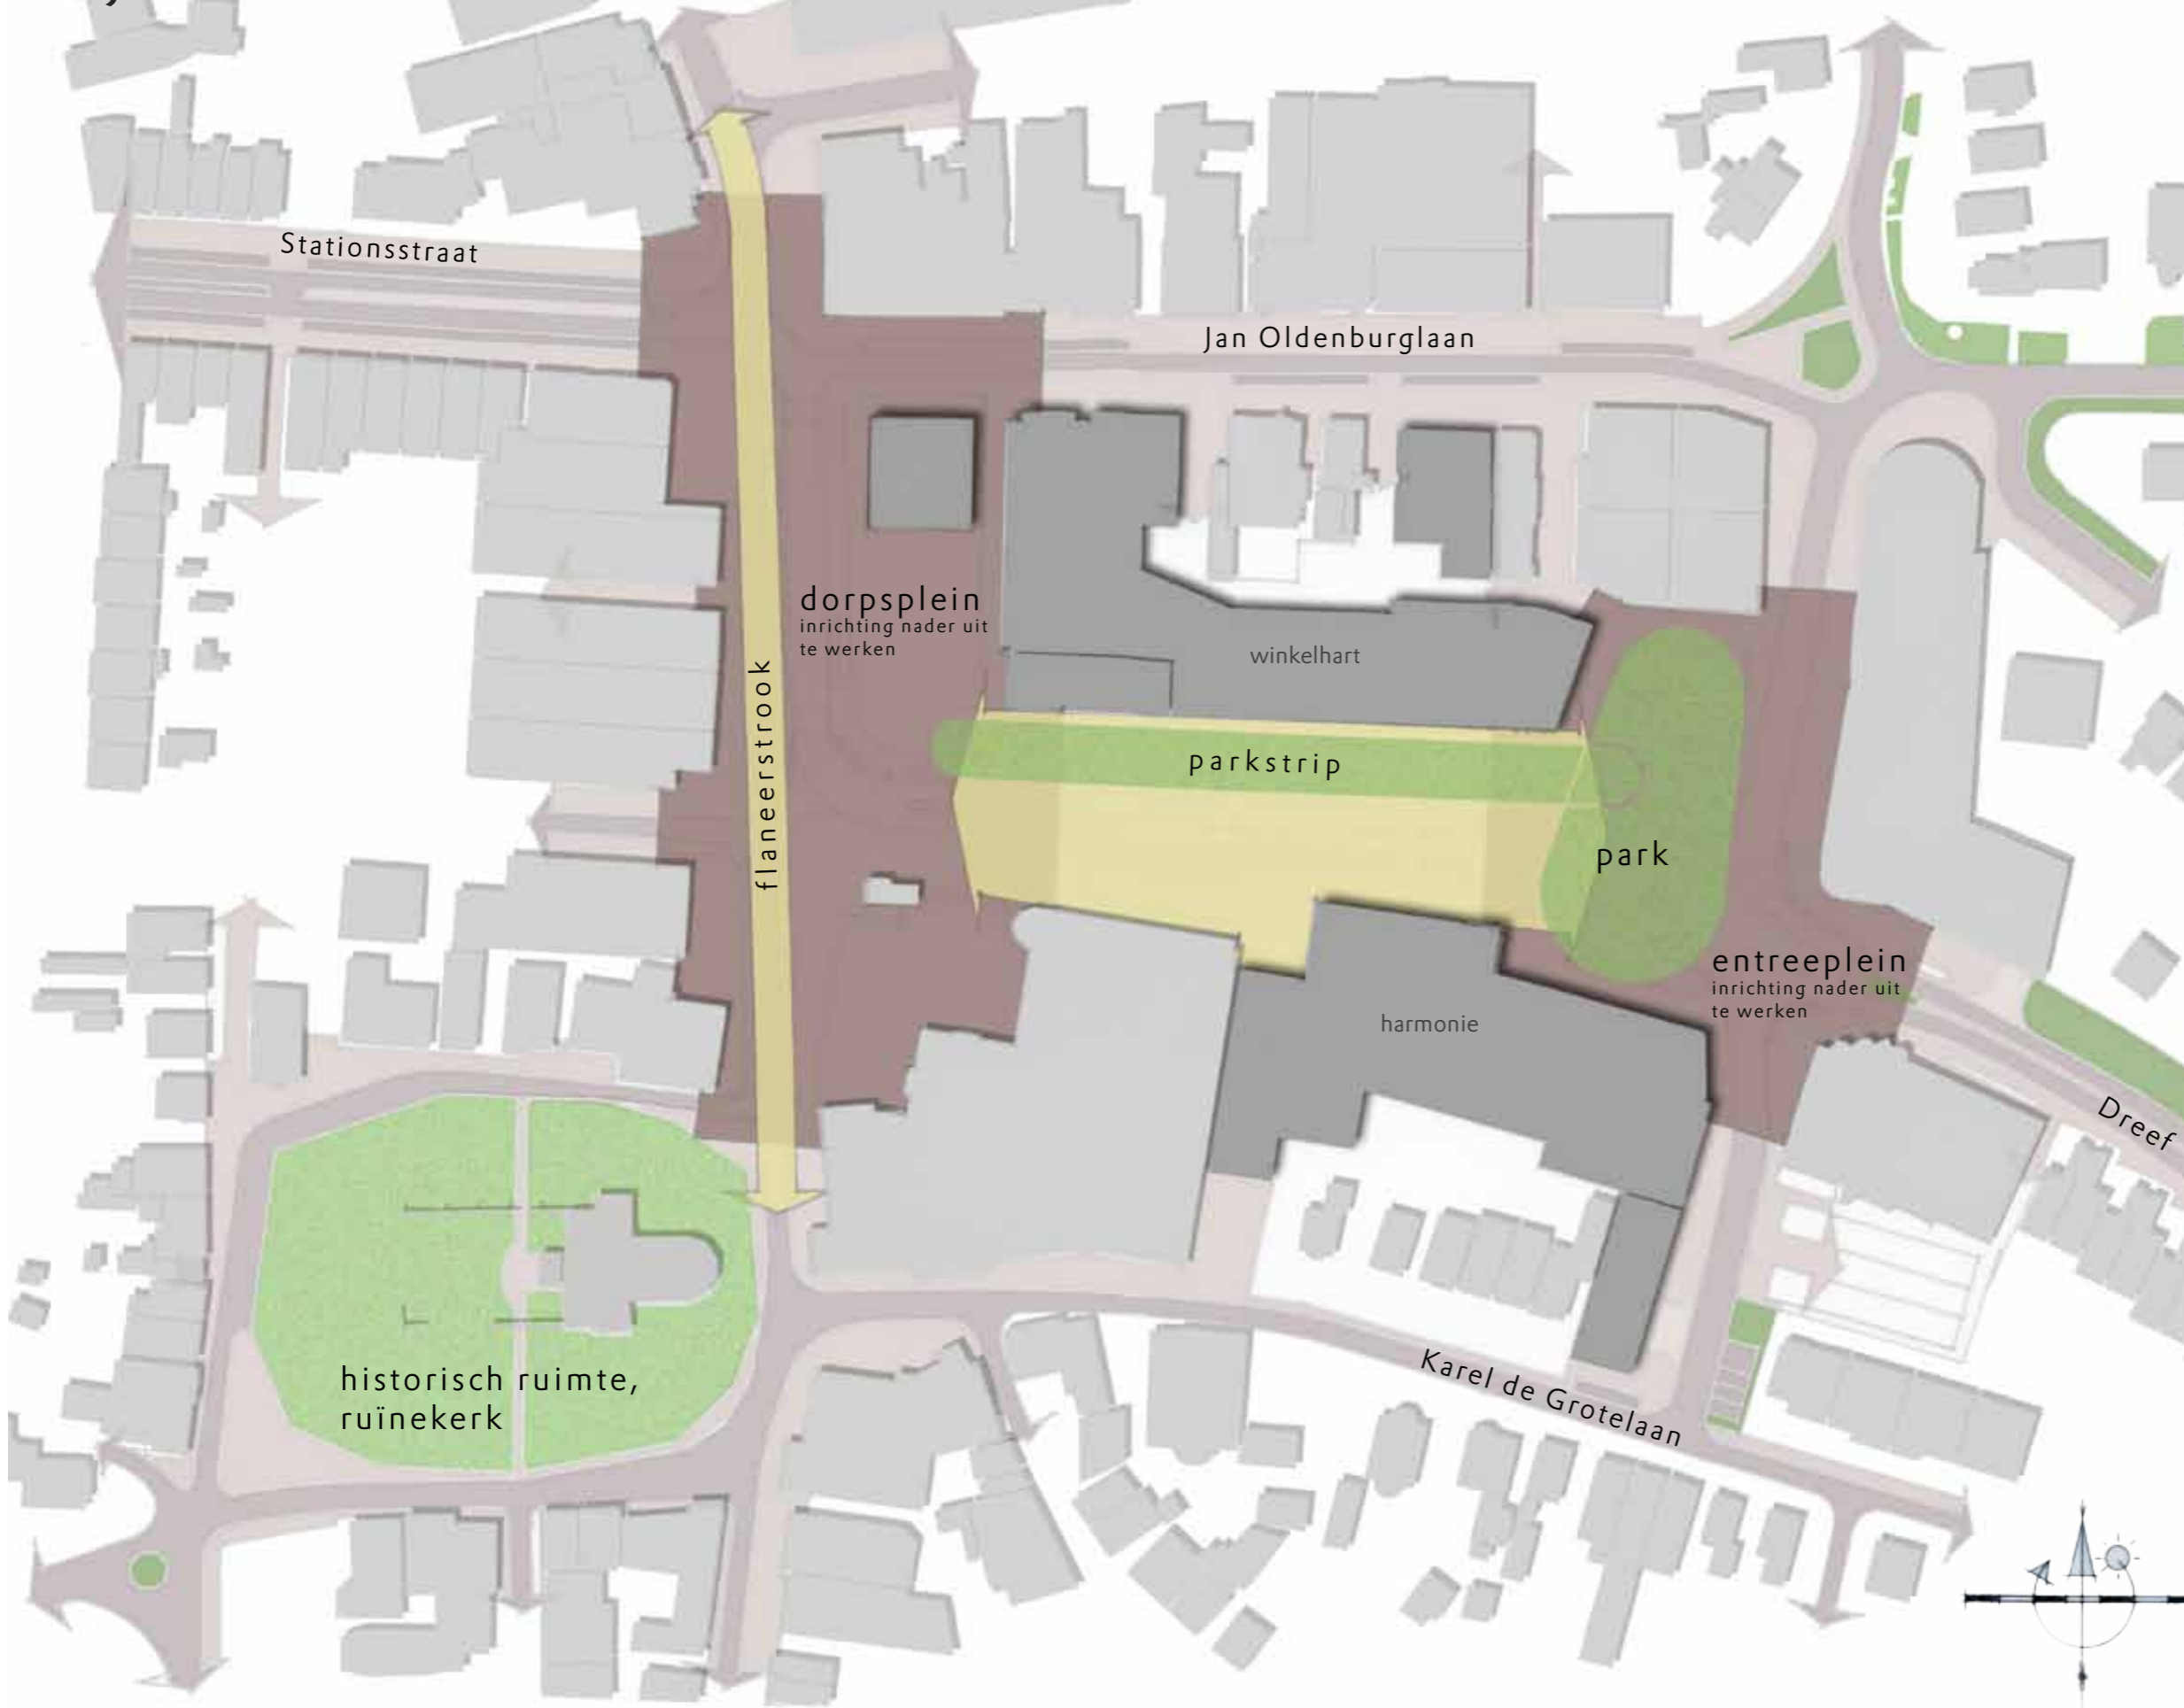 Stationsstraat
Jan Oldenburglaan
dorpsplein
inrichting nader uit
te werken
winkelhart
flaneerstrook
parkstrip
park
entreeplein
inrichting nader uit
te werken
harmonie
Dreef
historisch ruimte,
ruïnekerk
Karel de Grotelaan